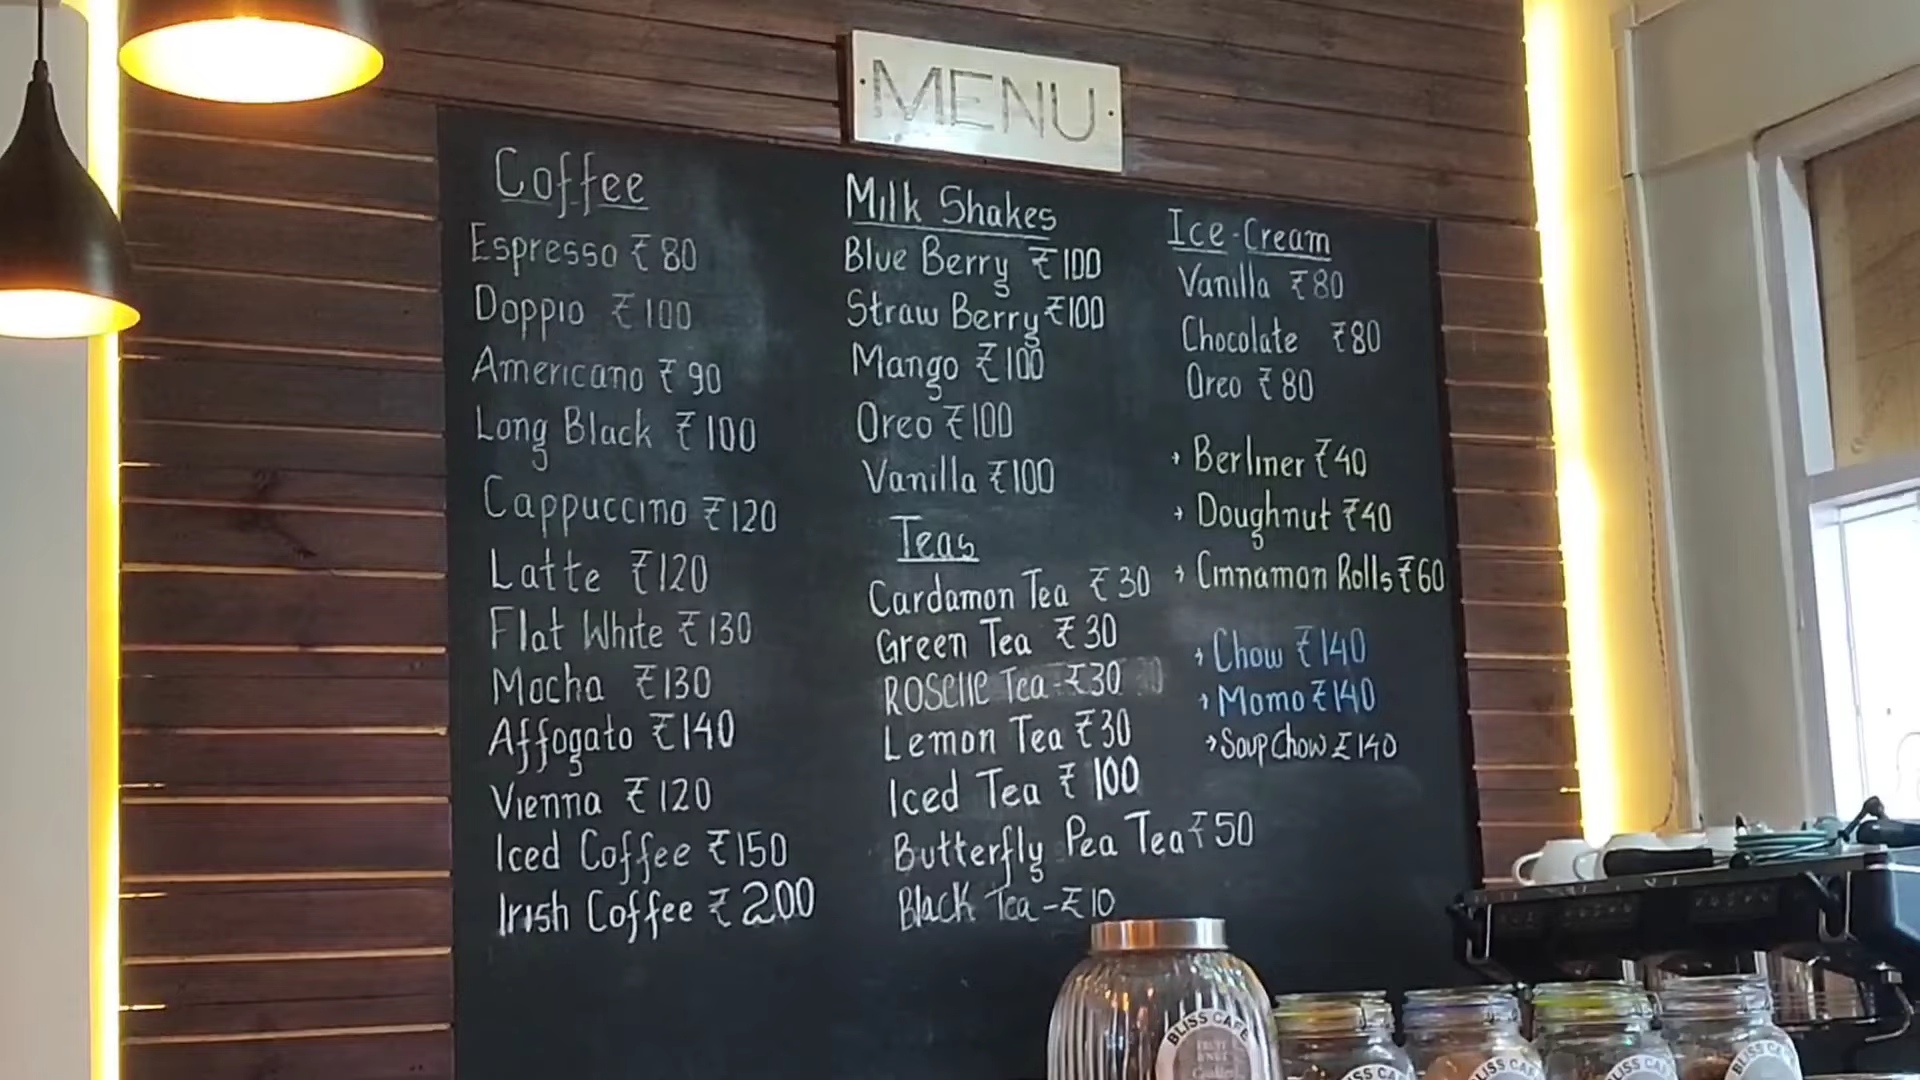 MENU
Coffee
Espresso ₹80
Doppio ₹100
Americano ₹90
Long Black ₹100
Cappuccino ₹120
Latte ₹120
Flat White ₹130
Mocha ₹130
Affogato ₹140
Vienna ₹120
Iced Coffee ₹150
Irish Coffee ₹200
Milk Shakes
Blue Berry ₹100
Straw Berry ₹100
Mango ₹100
Oreo ₹100
Vanilla ₹100
Teas
Cardamon Tea ₹30
Green Tea ₹30
ROSElle Tea -₹30
Lemon Tea ₹30
Iced Tea ₹100
Butterfly Pea Tea ₹50
Black Tea -₹10
Ice-Cream
Vanilla ₹80
Chocolate ₹80
Oreo ₹80
→ Berliner ₹40
→ Doughnut ₹40
→ Cinnamon Rolls ₹60
→ Chow ₹140
→ Momo ₹140
→ Soup Chow ₹140
BLISS CAFE